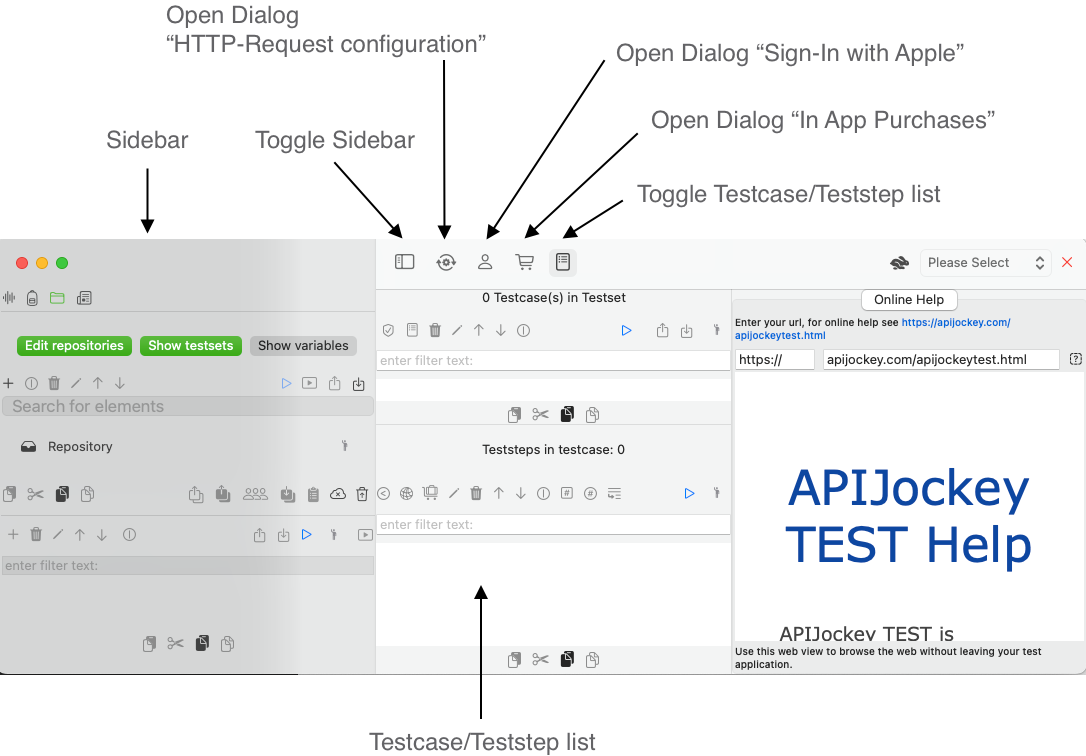 Open Dialog
“HTTP-Request configuration”
Open Dialog “Sign-In with Apple”
Open Dialog “In App Purchases”
Sidebar
Toggle Sidebar
Toggle Testcase/Teststep list
Please Select
0 Testcase(s) in Testset
Online Help
Enter your url, for online help see https://apijockey.com/
apijockeytest.html
Edit repositories
Show testsets
Show variables
enter filter text:
https://
apijockey.com/apijockeytest.html
Search for elements
Repository
Teststeps in testcase: 0
APIJockey
TEST Help
enter filter text:
enter filter text:
APIJockey TEST is
Use this web view to browse the web without leaving your test
application.
Testcase/Teststep list